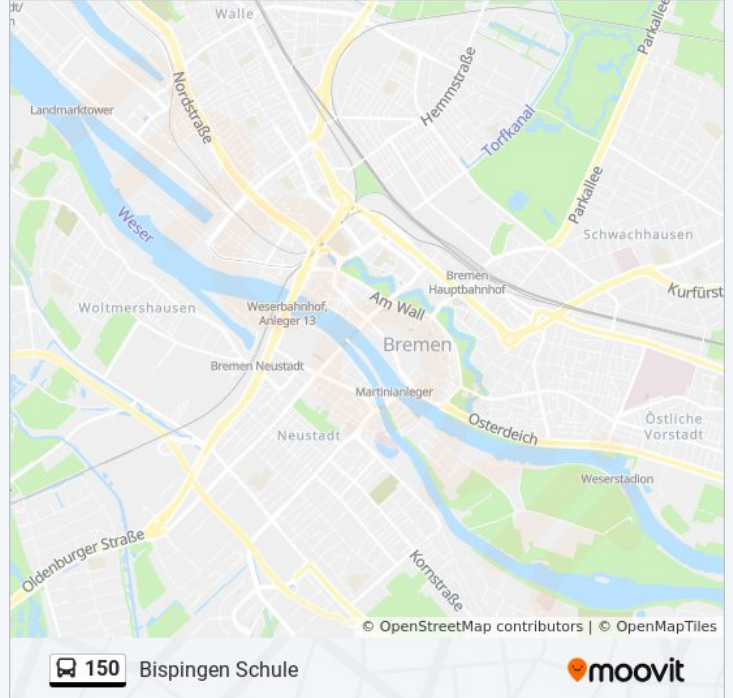 dt/
Walle
Parkallee
Hemmstraße
Nordstraße
Landmarktower
Torfkanal
Parkallee
Weser
Schwachhausen
Bremen
Hauptbahnhof
Kurfürst
Woltmershausen
Weserbahnhof,
Anleger 13
Am Wall
Bremen
Bremen Neustadt
Martinianleger
Neustadt
Osterdeich
Östliche
Vorstadt
Weserstadion
Oldenburger Straße
Kornstraße
© OpenStreetMap contributors | © OpenMapTiles
150 Bispingen Schule
moovit